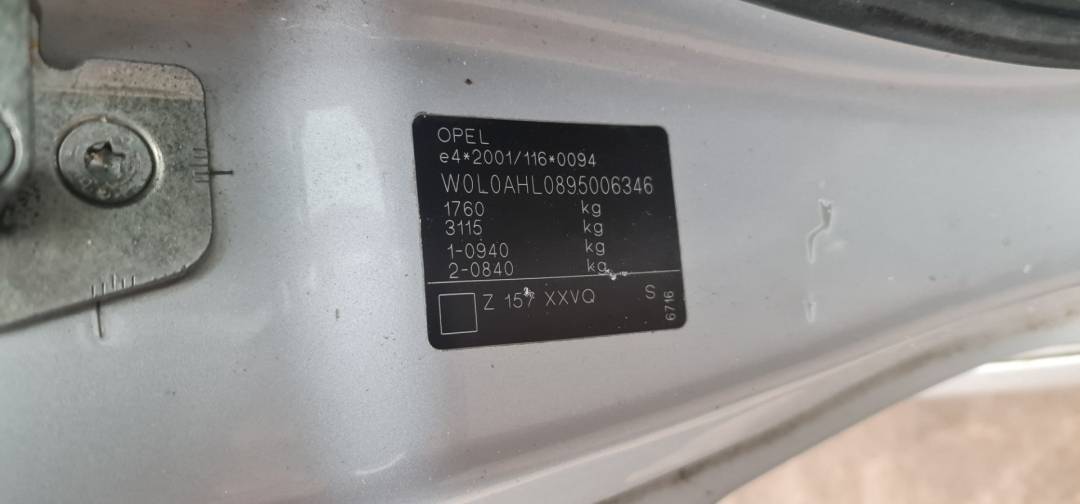 OPEL
e4*2001/116*0094
W0L0AHL0895006346
1760 kg
3115 kg
1-0940 kg
2-0840 kg
Z 157 XXVQ S
6716